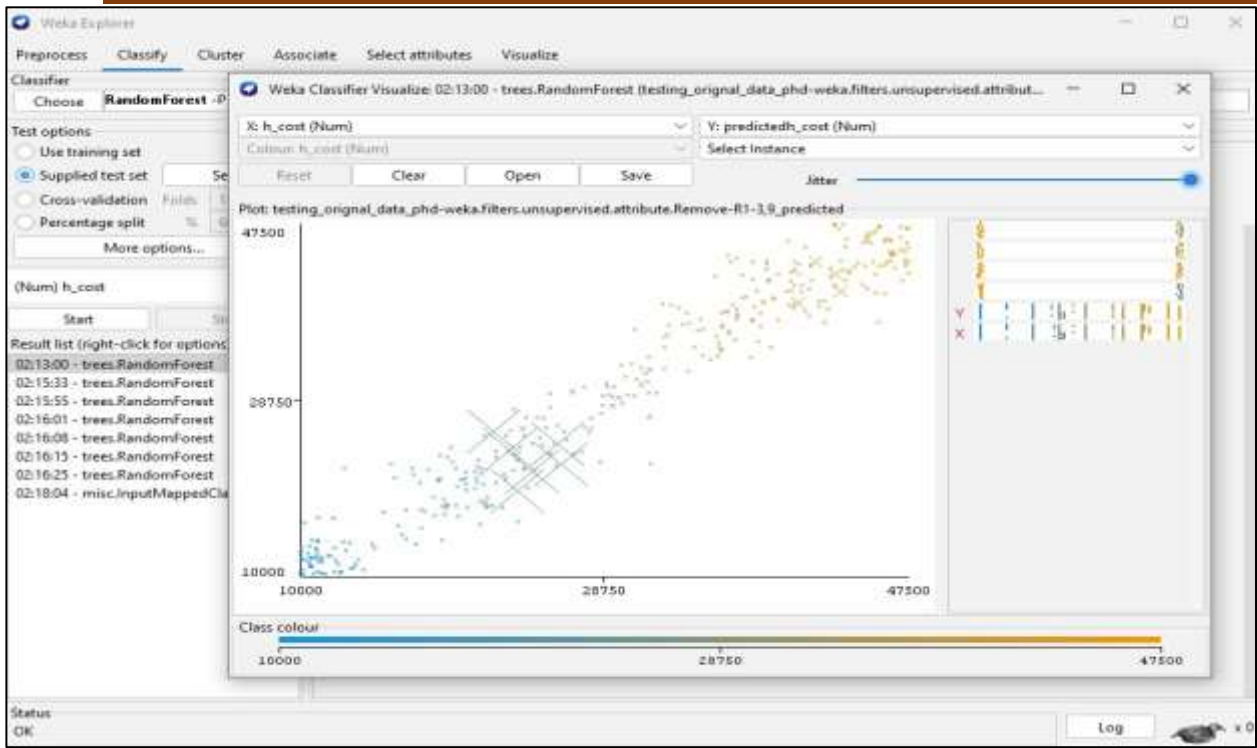 Weka Explorer
Preprocess Classify Cluster Associate Select attributes Visualize
Classifier
Choose RandomForest -P
Test options
Use training set
Supplied test set Se
Cross-validation Folds
Percentage split %
More options...
(Num) h_cost
Start
Result list (right-click for options
02:13:00 - trees.RandomForest
02:15:33 - trees.RandomForest
02:15:55 - trees.RandomForest
02:16:01 - trees.RandomForest
02:16:08 - trees.RandomForest
02:16:15 - trees.RandomForest
02:16:25 - trees.RandomForest
02:18:04 - misc.InputMappedCla
Status
OK
Log x 0
Weka Classifier Visualize: 02:13:00 - trees.RandomForest (testing_orignal_data_phd-weka.filters.unsupervised.attribut...
X: h_cost (Num) Y: predictedh_cost (Num)
Colour: h_cost (Num) Select Instance
Reset Clear Open Save Jitter
Plot: testing_orignal_data_phd-weka.filters.unsupervised.attribute.Remove-R1-3,9_predicted
47500
28750
10000
10000 28750 47500
Y
X
Class colour
10000 28750 47500